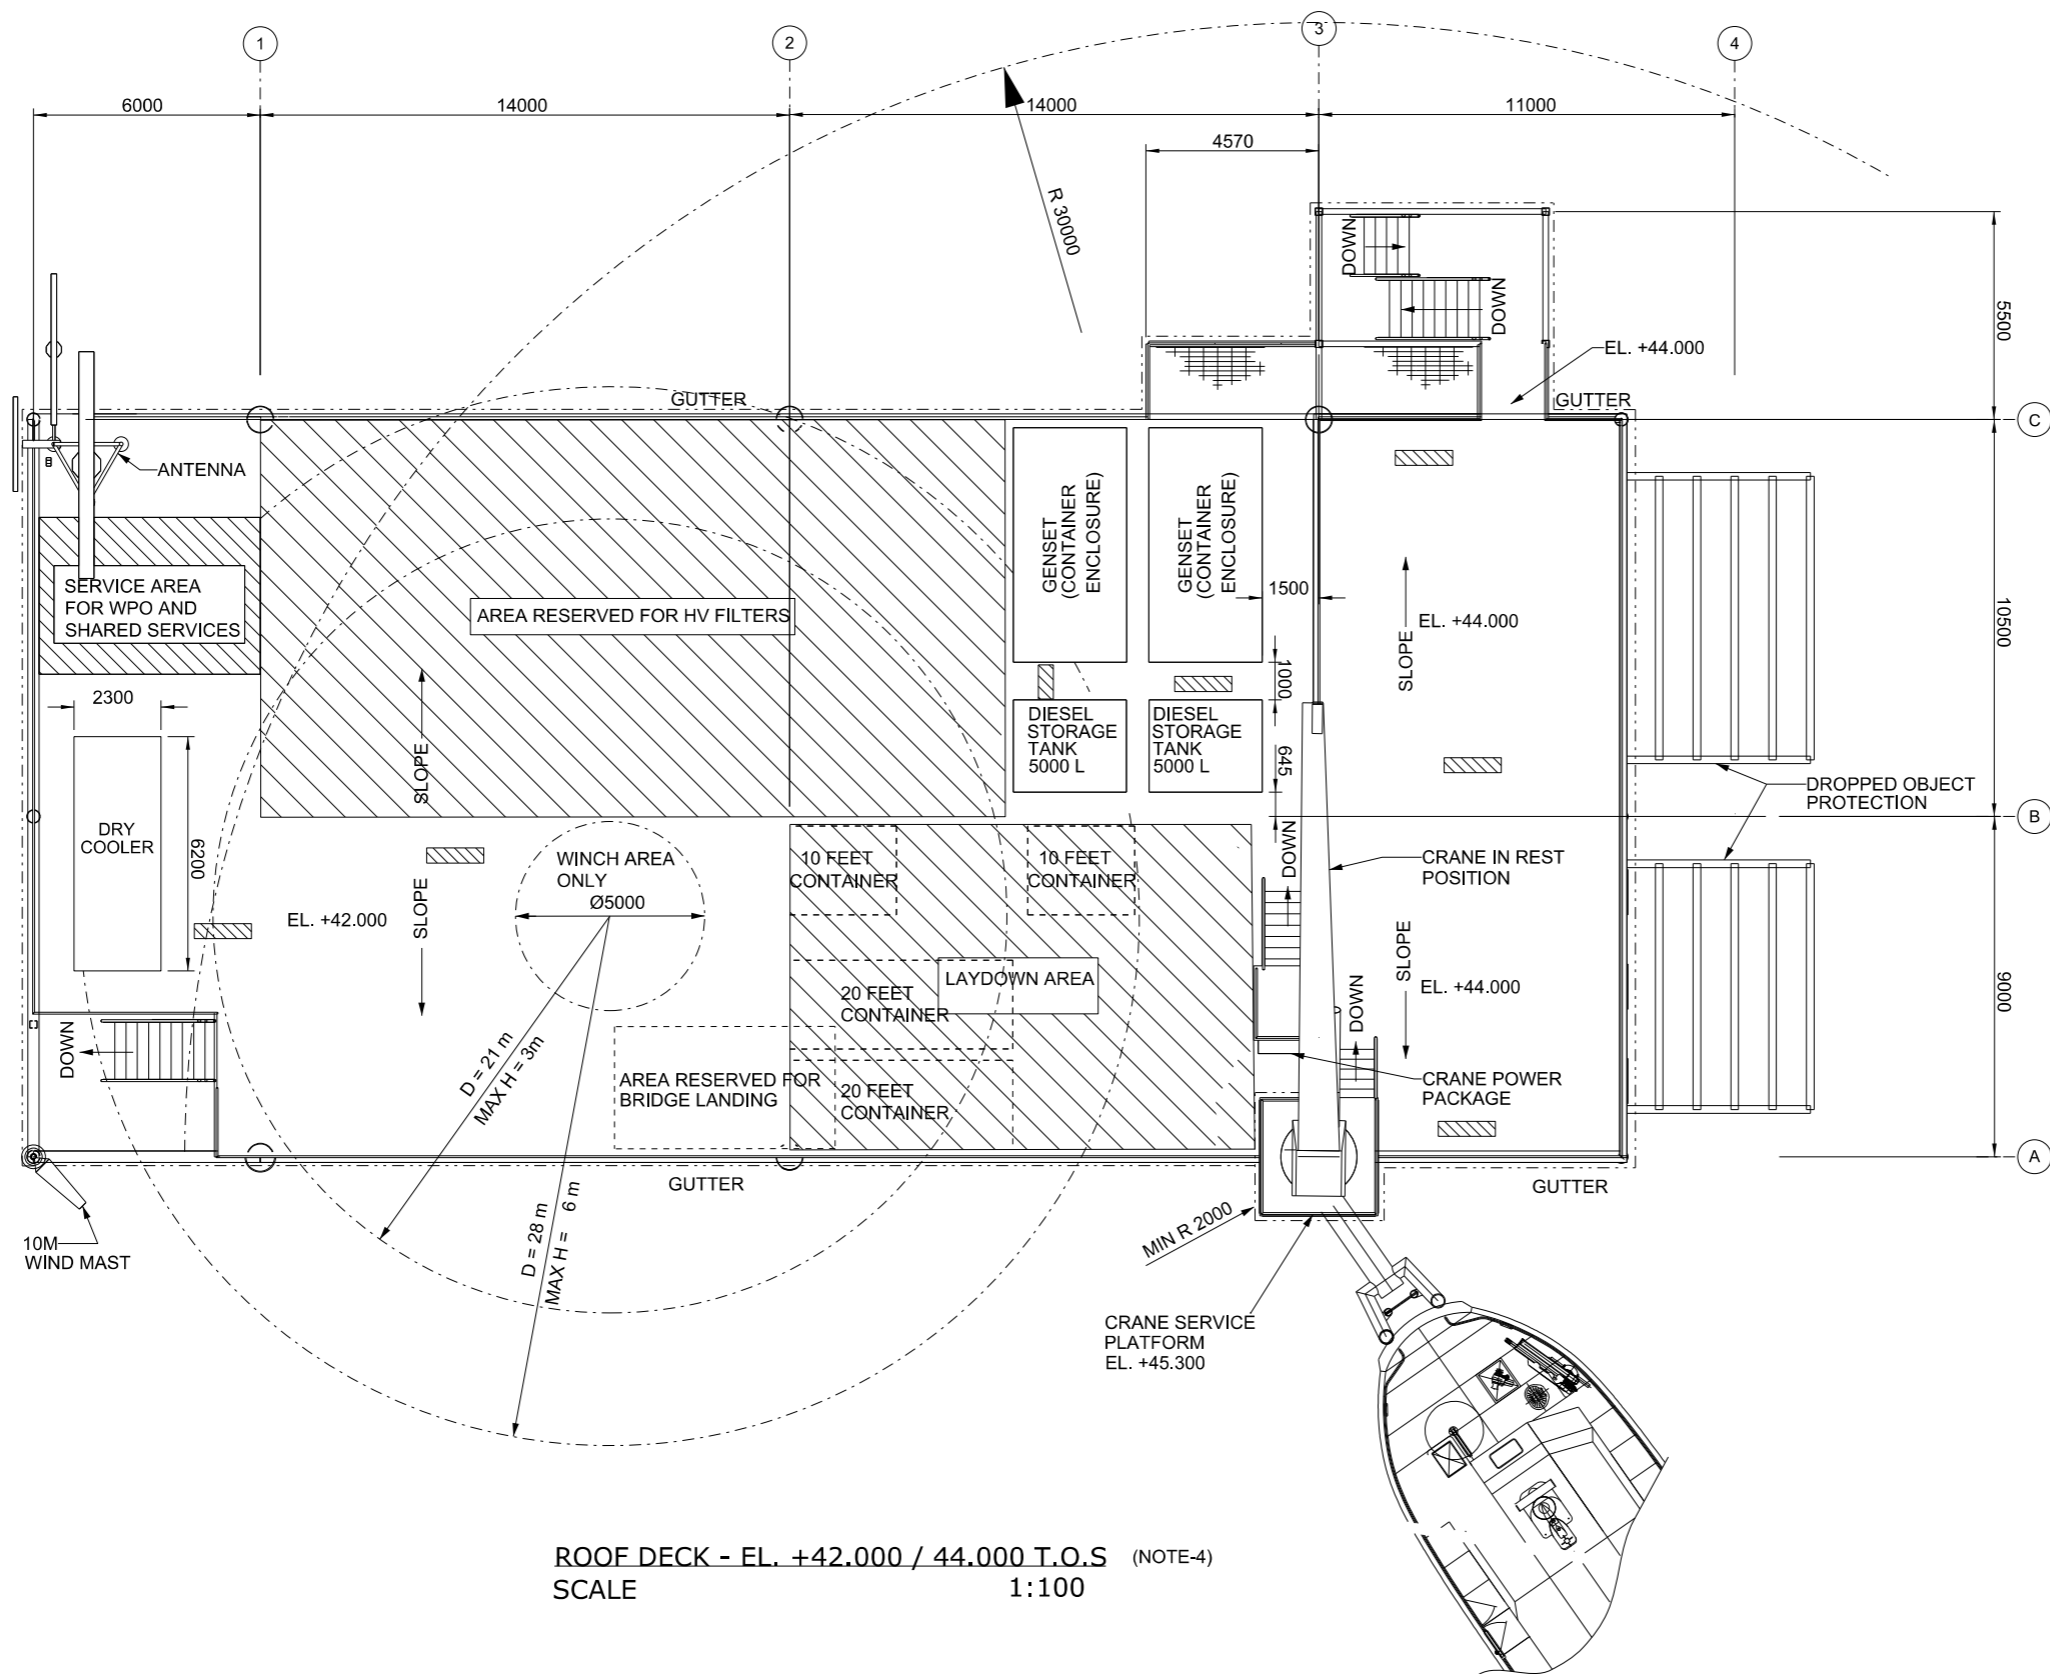 1
2
3
4
6000
14000
14000
11000
4570
R 30000
DOWN
DOWN
5500
EL. +44.000
GUTTER
GUTTER
C
ANTENNA
GENSET
(CONTAINER
ENCLOSURE)
GENSET
(CONTAINER
ENCLOSURE)
SERVICE AREA
FOR WPO AND
SHARED SERVICES
AREA RESERVED FOR HV FILTERS
1500
EL. +44.000
SLOPE
10500
1000
2300
SLOPE
DIESEL
STORAGE
TANK
5000 L
DIESEL
STORAGE
TANK
5000 L
645
DROPPED OBJECT
PROTECTION
B
DRY
COOLER
6200
WINCH AREA
ONLY
Ø5000
10 FEET
CONTAINER
10 FEET
CONTAINER
DOWN
CRANE IN REST
POSITION
EL. +42.000
SLOPE
SLOPE
EL. +44.000
LAYDOWN AREA
20 FEET
CONTAINER
9000
DOWN
DOWN
D = 21 m
MAX H = 3m
AREA RESERVED FOR
BRIDGE LANDING
20 FEET
CONTAINER
CRANE POWER
PACKAGE
A
GUTTER
GUTTER
D = 28 m
MAX H = 6 m
MIN R 2000
10M
WIND MAST
CRANE SERVICE
PLATFORM
EL. +45.300
ROOF DECK - EL. +42.000 / 44.000 T.O.S (NOTE-4)
SCALE 1:100